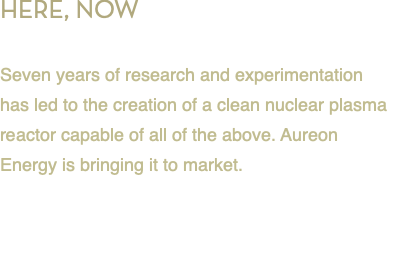 HERE, NOW
Seven years of research and experimentation
has led to the creation of a clean nuclear plasma
reactor capable of all of the above. Aureon
Energy is bringing it to market.